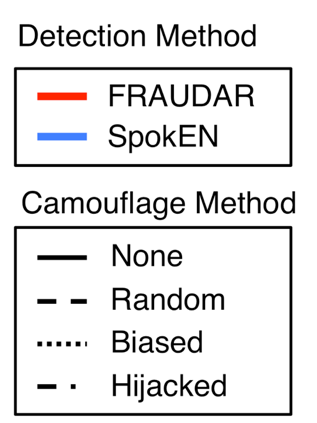 Detection Method
FRAUDAR
SpokEN
Camouflage Method
None
Random
Biased
Hijacked